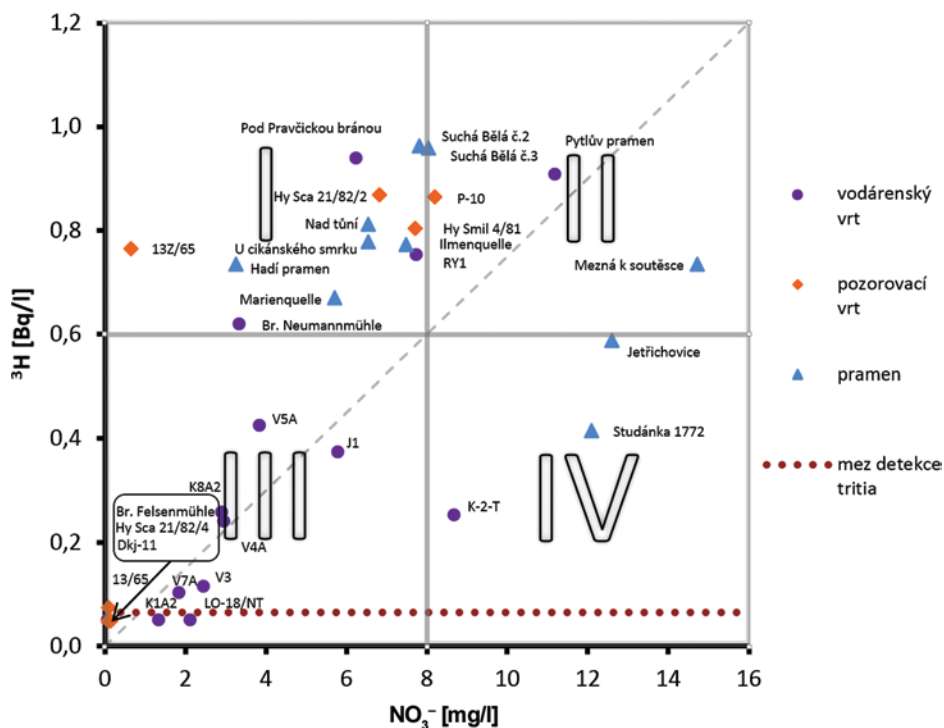 1,2
1,0
0,8
0,6
0,4
0,2
0,0
³H [Bq/l]
0
2
4
6
8
10
12
14
16
NO₃⁻ [mg/l]
I
II
III
IV
Pod Pravčickou bránou
Suchá Bělá č.2
Suchá Bělá č.3
Pytlův pramen
Hy Sca 21/82/2
P-10
Nad tůní
Hy Smil 4/81
U cikánského smrku
Ilmenquelle
RY1
13Z/65
Hadí pramen
Mezná k soutěsce
Marienquelle
Br. Neumannmühle
Jetřichovice
V5A
J1
Studánka 1772
K8A2
K-2-T
Br. Felsenmühle
Hy Sca 21/82/4
Dkj-11
V4A
13/65
V7A
V3
K1A2
LO-18/NT
vodárenský
vrt
pozorovací
vrt
pramen
mez detekce
tritia